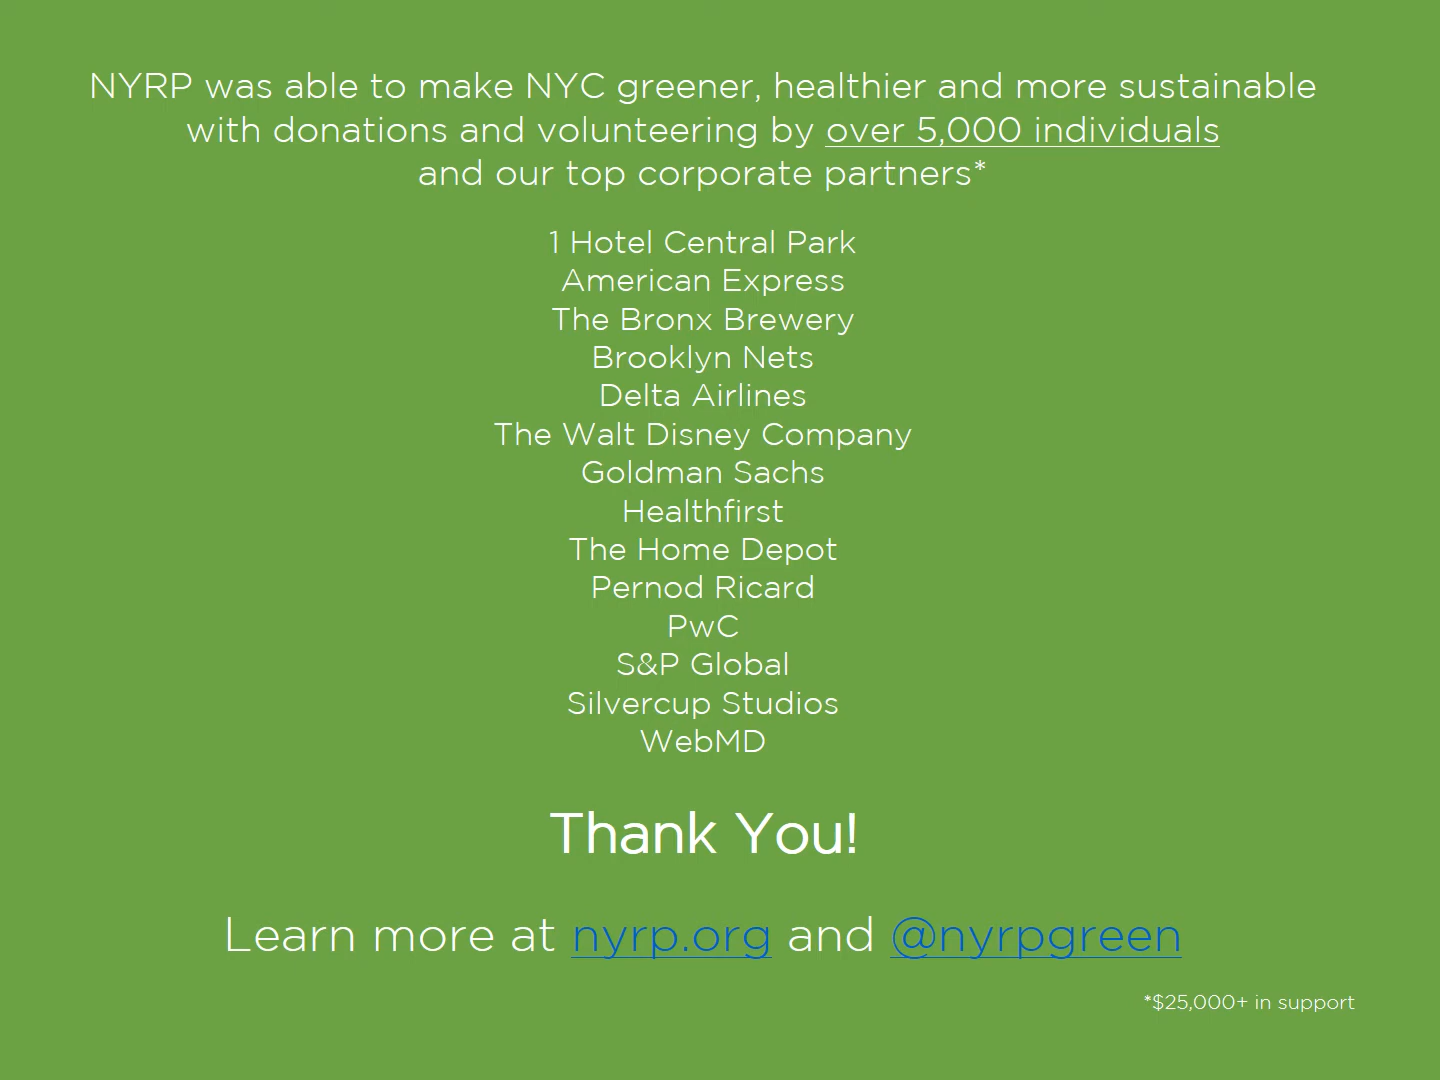 NYRP was able to make NYC greener, healthier and more sustainable
with donations and volunteering by over 5,000 individuals
and our top corporate partners*
1 Hotel Central Park
American Express
The Bronx Brewery
Brooklyn Nets
Delta Airlines
The Walt Disney Company
Goldman Sachs
Healthfirst
The Home Depot
Pernod Ricard
PwC
S&P Global
Silvercup Studios
WebMD
Thank You!
Learn more at nyrp.org and @nyrpgreen
*$25,000+ in support